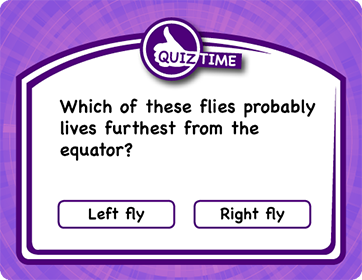 QUIZ TIME
Which of these flies probably
lives furthest from the
equator?
Left fly
Right fly